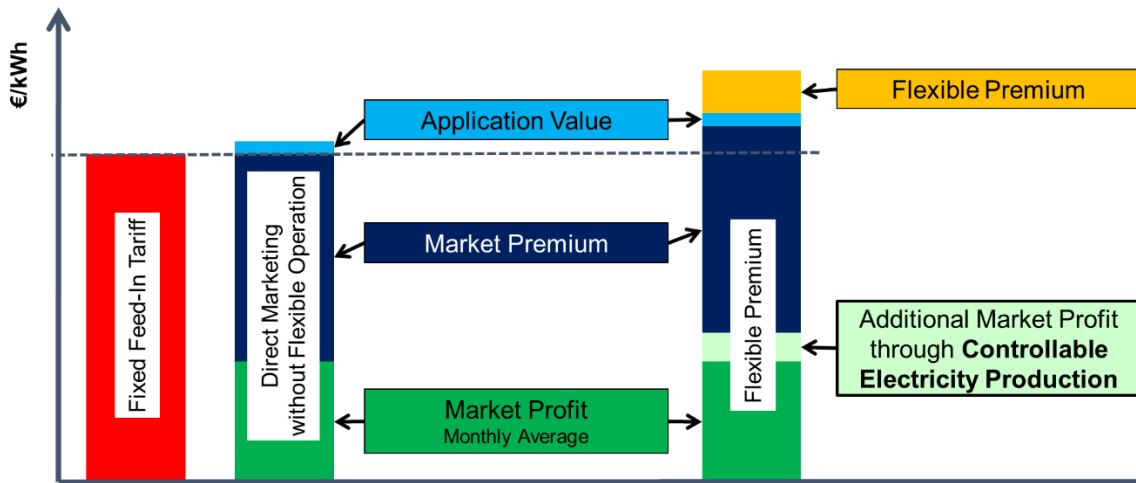 €/kWh
Fixed Feed-In Tariff
Direct Marketing
without Flexible Operation
Application Value
Market Premium
Market Profit
Monthly Average
Flexible Premium
Flexible Premium
Additional Market Profit
through Controllable
Electricity Production